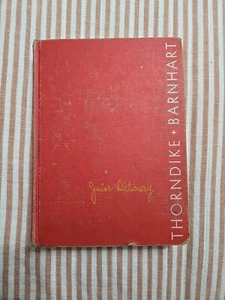 THORNDIKE + BARNHART
Junior Dictionary